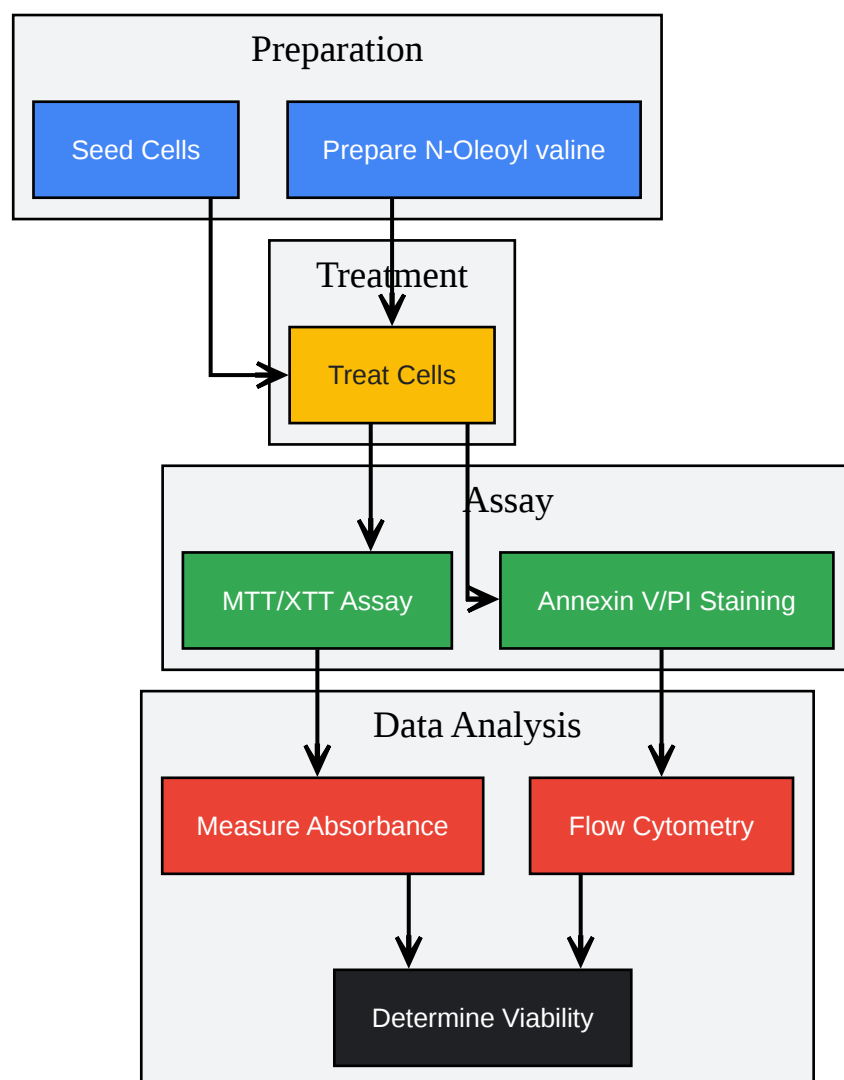 Preparation
Seed Cells
Prepare N-Oleoyl valine
Treatment
Treat Cells
Assay
MTT/XTT Assay
Annexin V/PI Staining
Data Analysis
Measure Absorbance
Flow Cytometry
Determine Viability